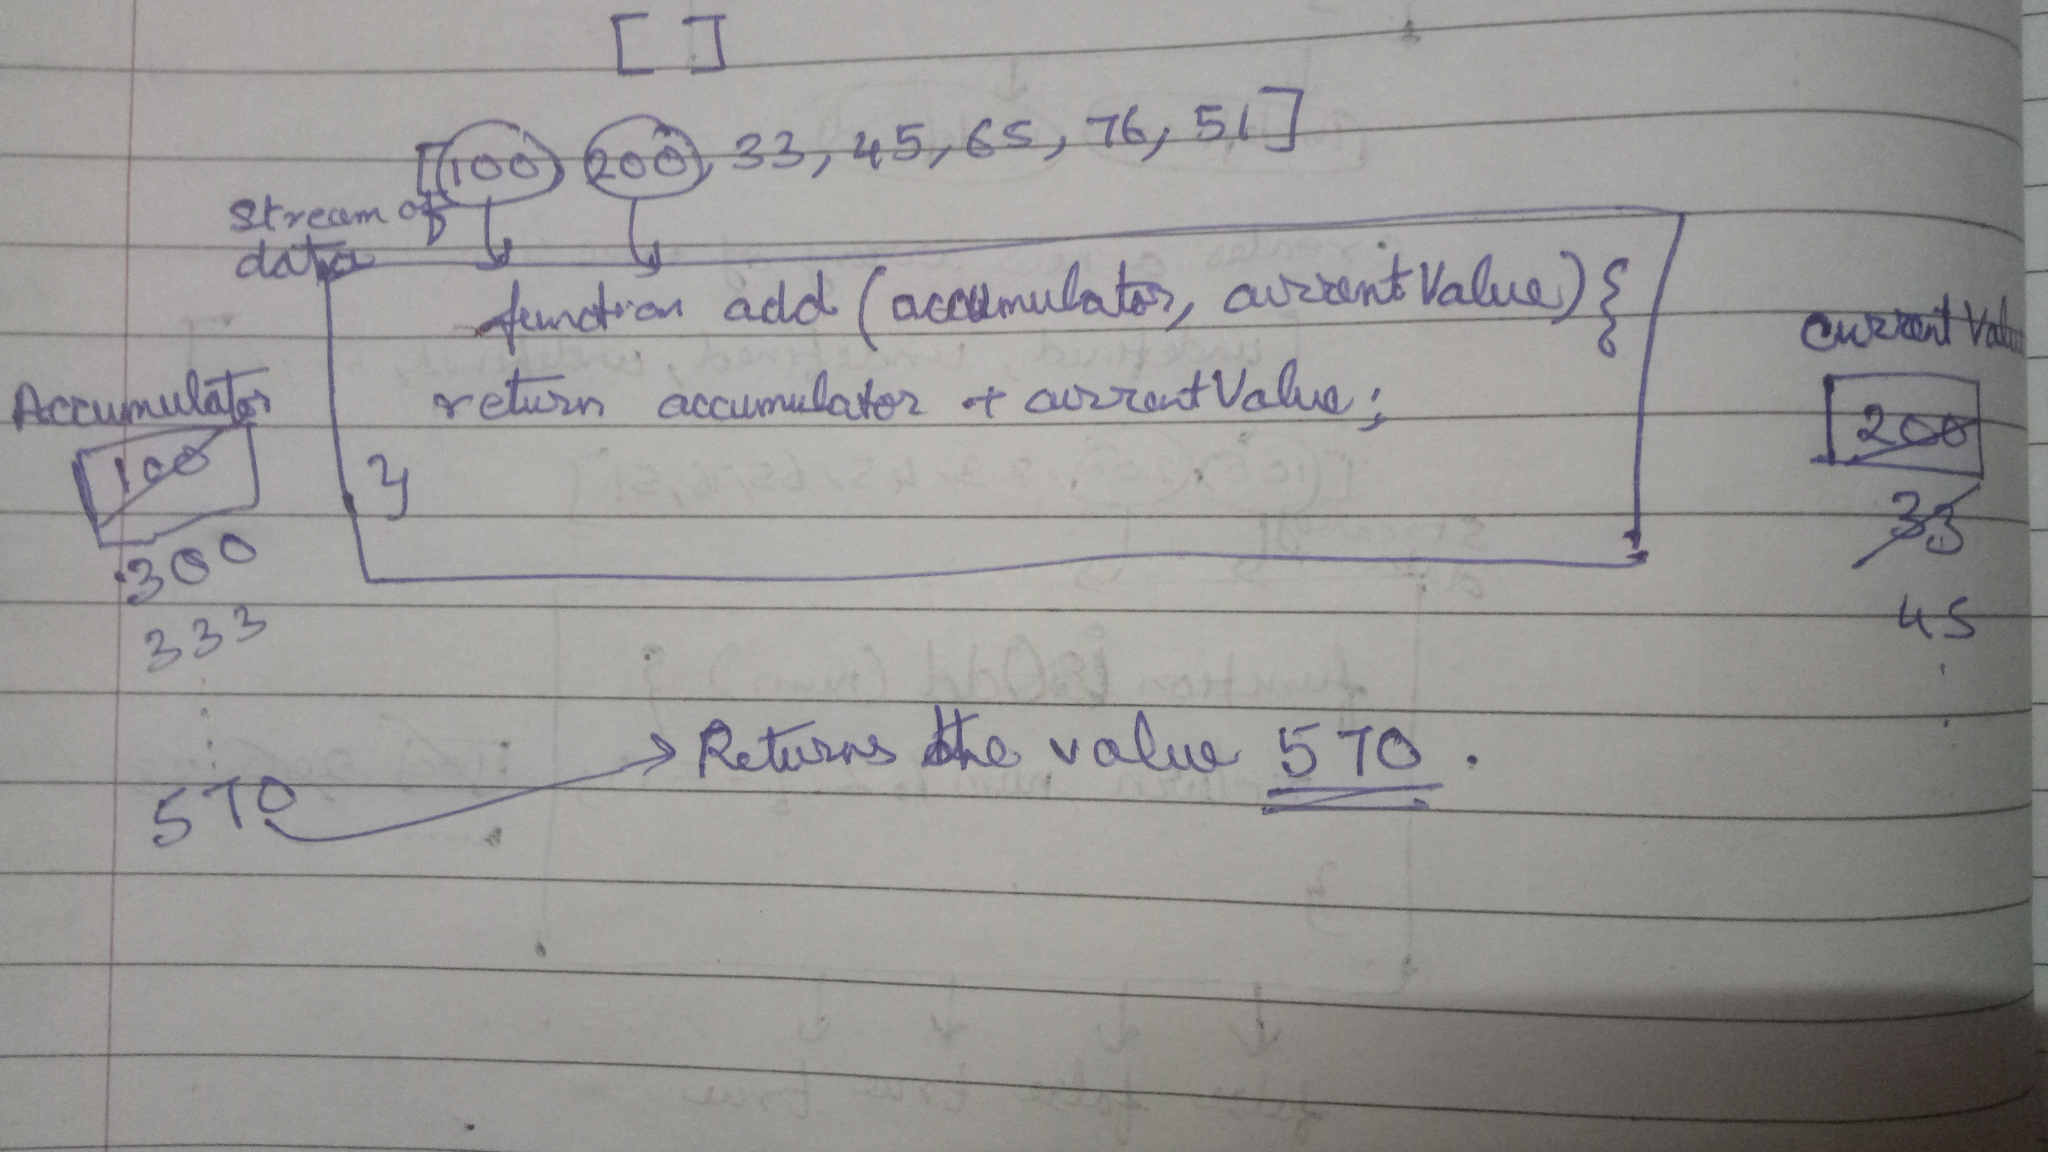 [ ]
[100 200, 33, 45, 65, 76, 51]
Stream of
data
function add (accumulator, currentValue) {
return accumulator + currentValue;
}
Accumulator
100
300
333
570
Current Value
200
33
45
Returns the value 570.